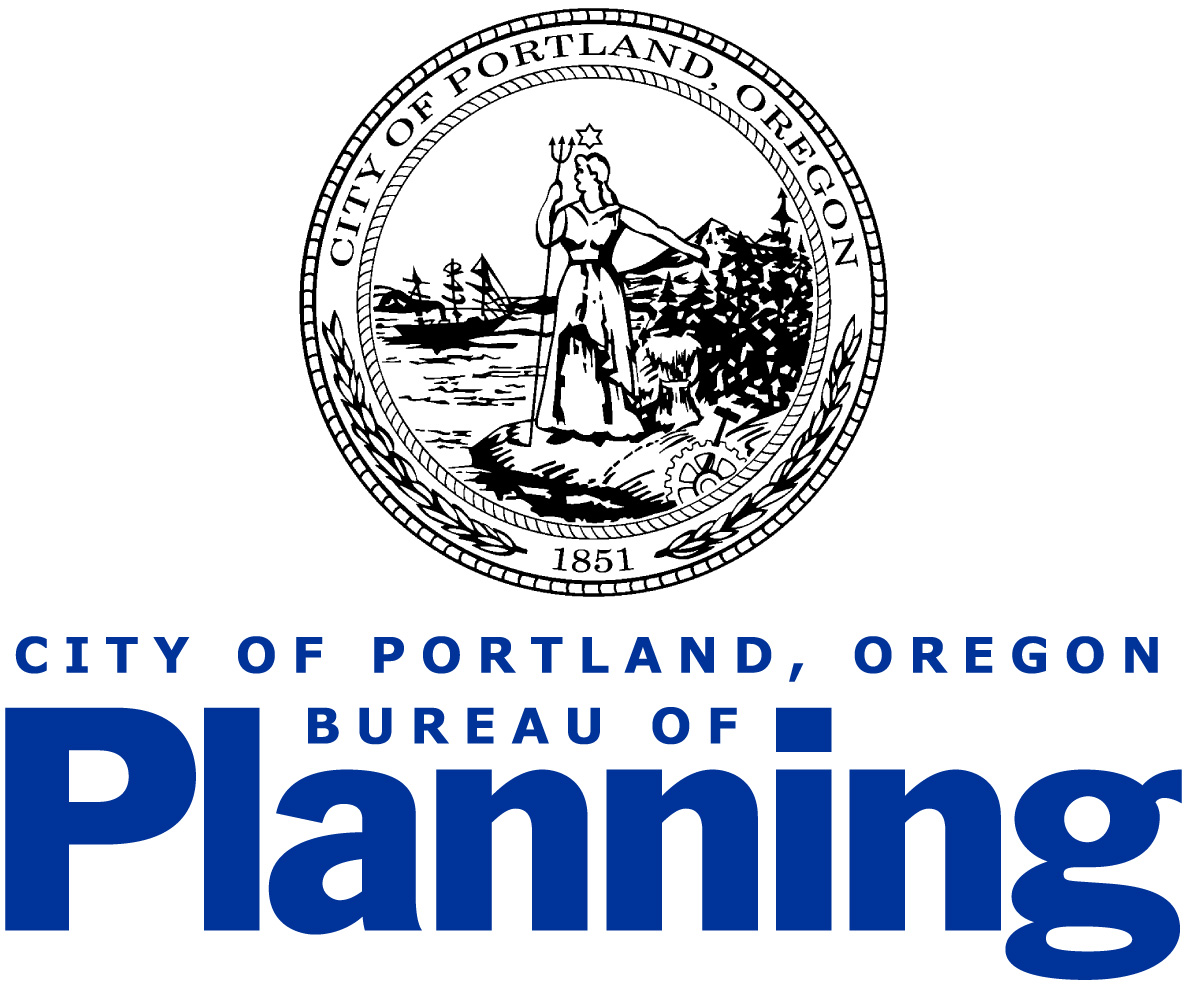 CITY OF PORTLAND, OREGON
1851
CITY OF PORTLAND, OREGON
BUREAU OF
Planning